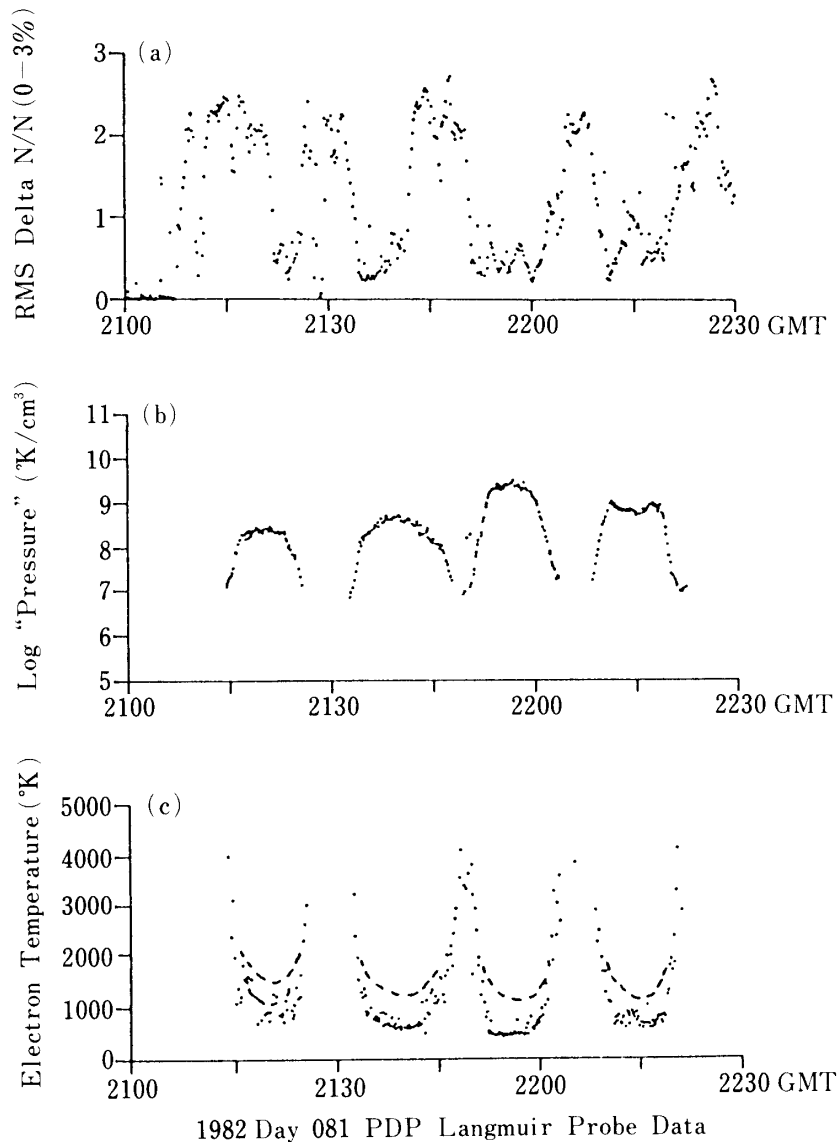 RMS Delta N/N (0−3%)
(a)
3
2
1
0
2100
2130
2200
2230 GMT
Log “Pressure” (°K/cm³)
(b)
11
10
9
8
7
6
5
2100
2130
2200
2230 GMT
Electron Temperature (°K)
(c)
5000
4000
3000
2000
1000
0
2100
2130
2200
2230 GMT
1982 Day 081 PDP Langmuir Probe Data